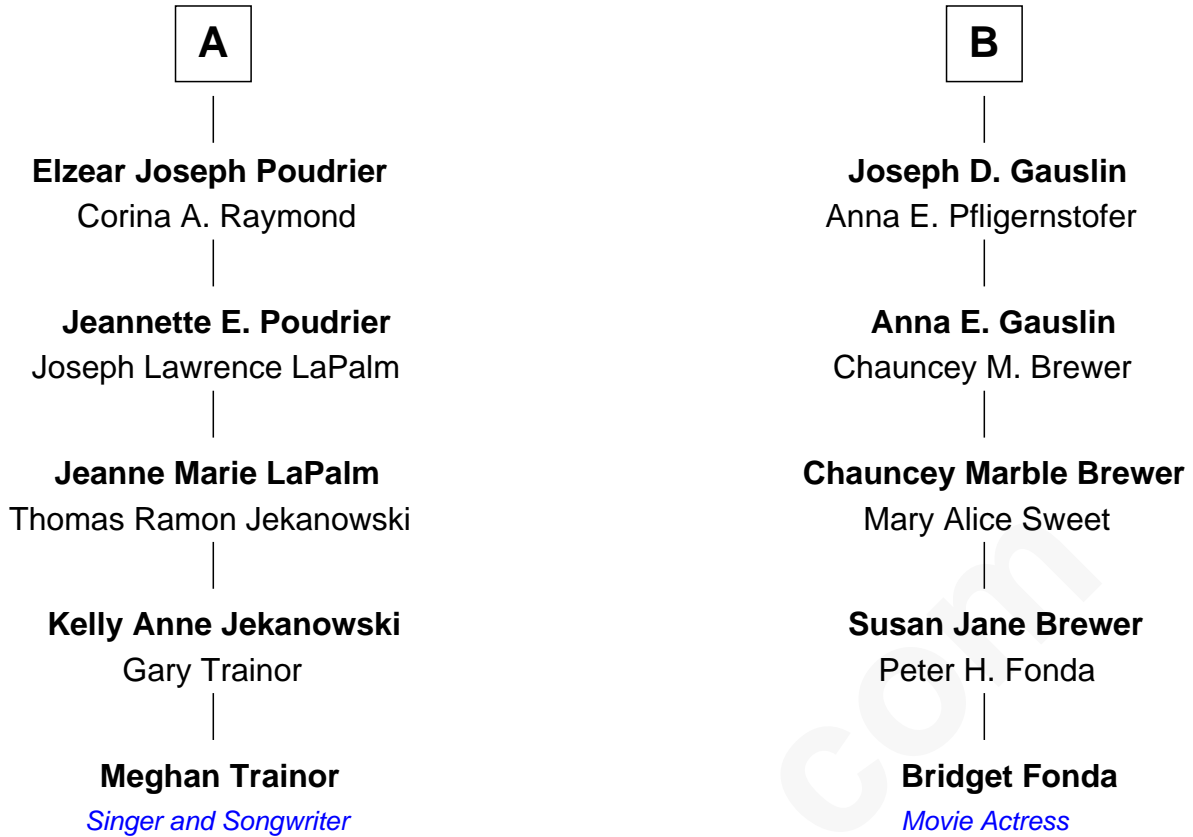 A
Elzear Joseph Poudrier
Corina A. Raymond
Jeannette E. Poudrier
Joseph Lawrence LaPalm
Jeanne Marie LaPalm
Thomas Ramon Jekanowski
Kelly Anne Jekanowski
Gary Trainor
Meghan Trainor
Singer and Songwriter
B
Joseph D. Gauslin
Anna E. Pfligernstofer
Anna E. Gauslin
Chauncey M. Brewer
Chauncey Marble Brewer
Mary Alice Sweet
Susan Jane Brewer
Peter H. Fonda
Bridget Fonda
Movie Actress
com